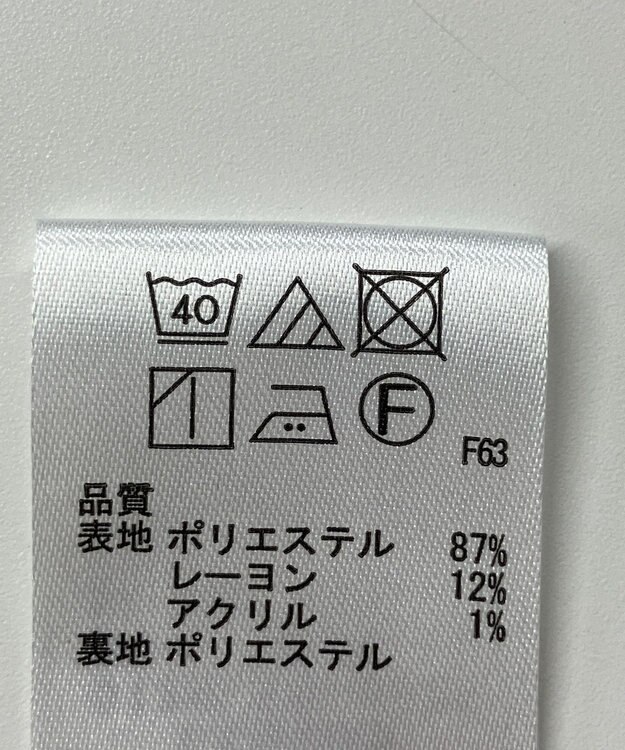 40
F
F63
品質
表地 ポリエステル 87%
レーヨン 12%
アクリル 1%
裏地 ポリエステル